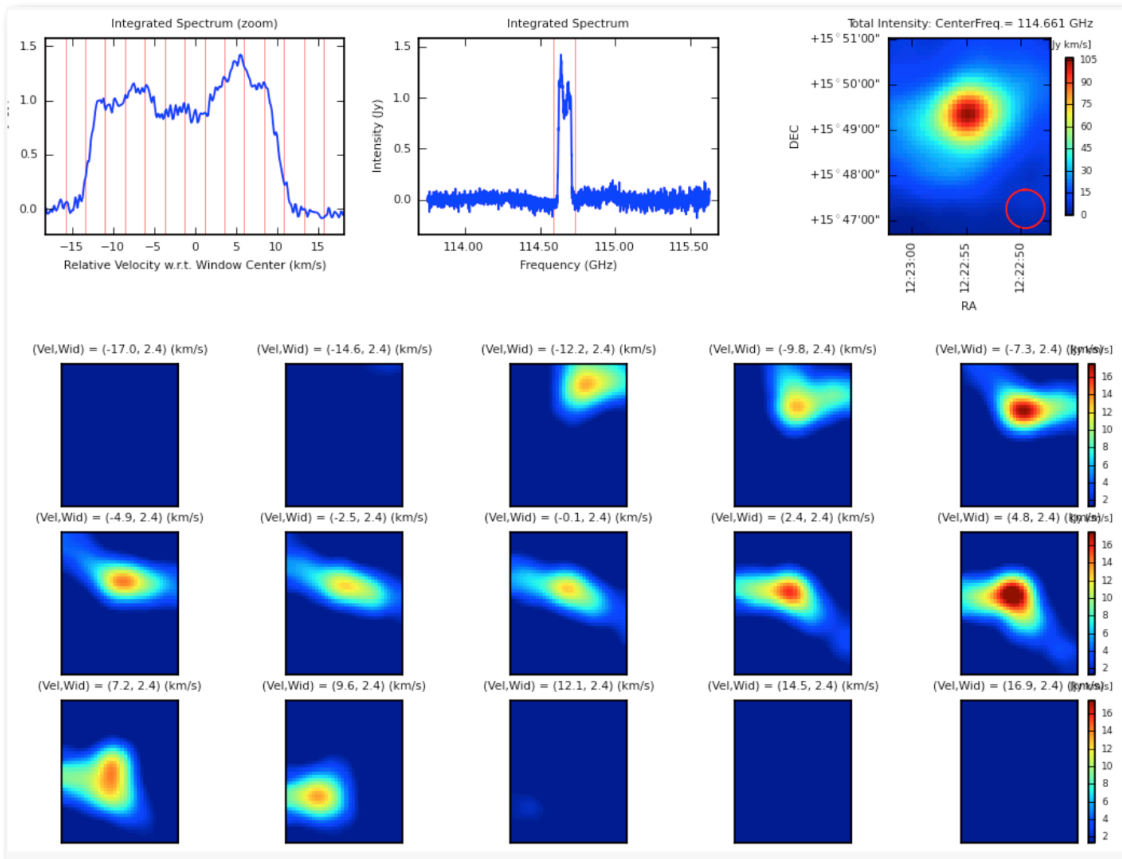 Integrated Spectrum (zoom)
1.5
1.0
0.5
0.0
−15 −10 −5 0 5 10 15
Relative Velocity w.r.t. Window Center (km/s)
Integrated Spectrum
Intensity (Jy)
1.5
1.0
0.5
0.0
114.00 114.50 115.00 115.50
Frequency (GHz)
Total Intensity: CenterFreq.= 114.661 GHz
[Jy km/s]
DEC
+15°51'00"
+15°50'00"
+15°49'00"
+15°48'00"
+15°47'00"
12:23:00 12:22:55 12:22:50
RA
105
90
75
60
45
30
15
0
(Vel,Wid) = (-17.0, 2.4) (km/s)
(Vel,Wid) = (-14.6, 2.4) (km/s)
(Vel,Wid) = (-12.2, 2.4) (km/s)
(Vel,Wid) = (-9.8, 2.4) (km/s)
(Vel,Wid) = (-7.3, 2.4) (km/s)
16
14
12
10
8
6
4
2
(Vel,Wid) = (-4.9, 2.4) (km/s)
(Vel,Wid) = (-2.5, 2.4) (km/s)
(Vel,Wid) = (-0.1, 2.4) (km/s)
(Vel,Wid) = (2.4, 2.4) (km/s)
(Vel,Wid) = (4.8, 2.4) (km/s)
16
14
12
10
8
6
4
2
(Vel,Wid) = (7.2, 2.4) (km/s)
(Vel,Wid) = (9.6, 2.4) (km/s)
(Vel,Wid) = (12.1, 2.4) (km/s)
(Vel,Wid) = (14.5, 2.4) (km/s)
(Vel,Wid) = (16.9, 2.4) (km/s)
16
14
12
10
8
6
4
2